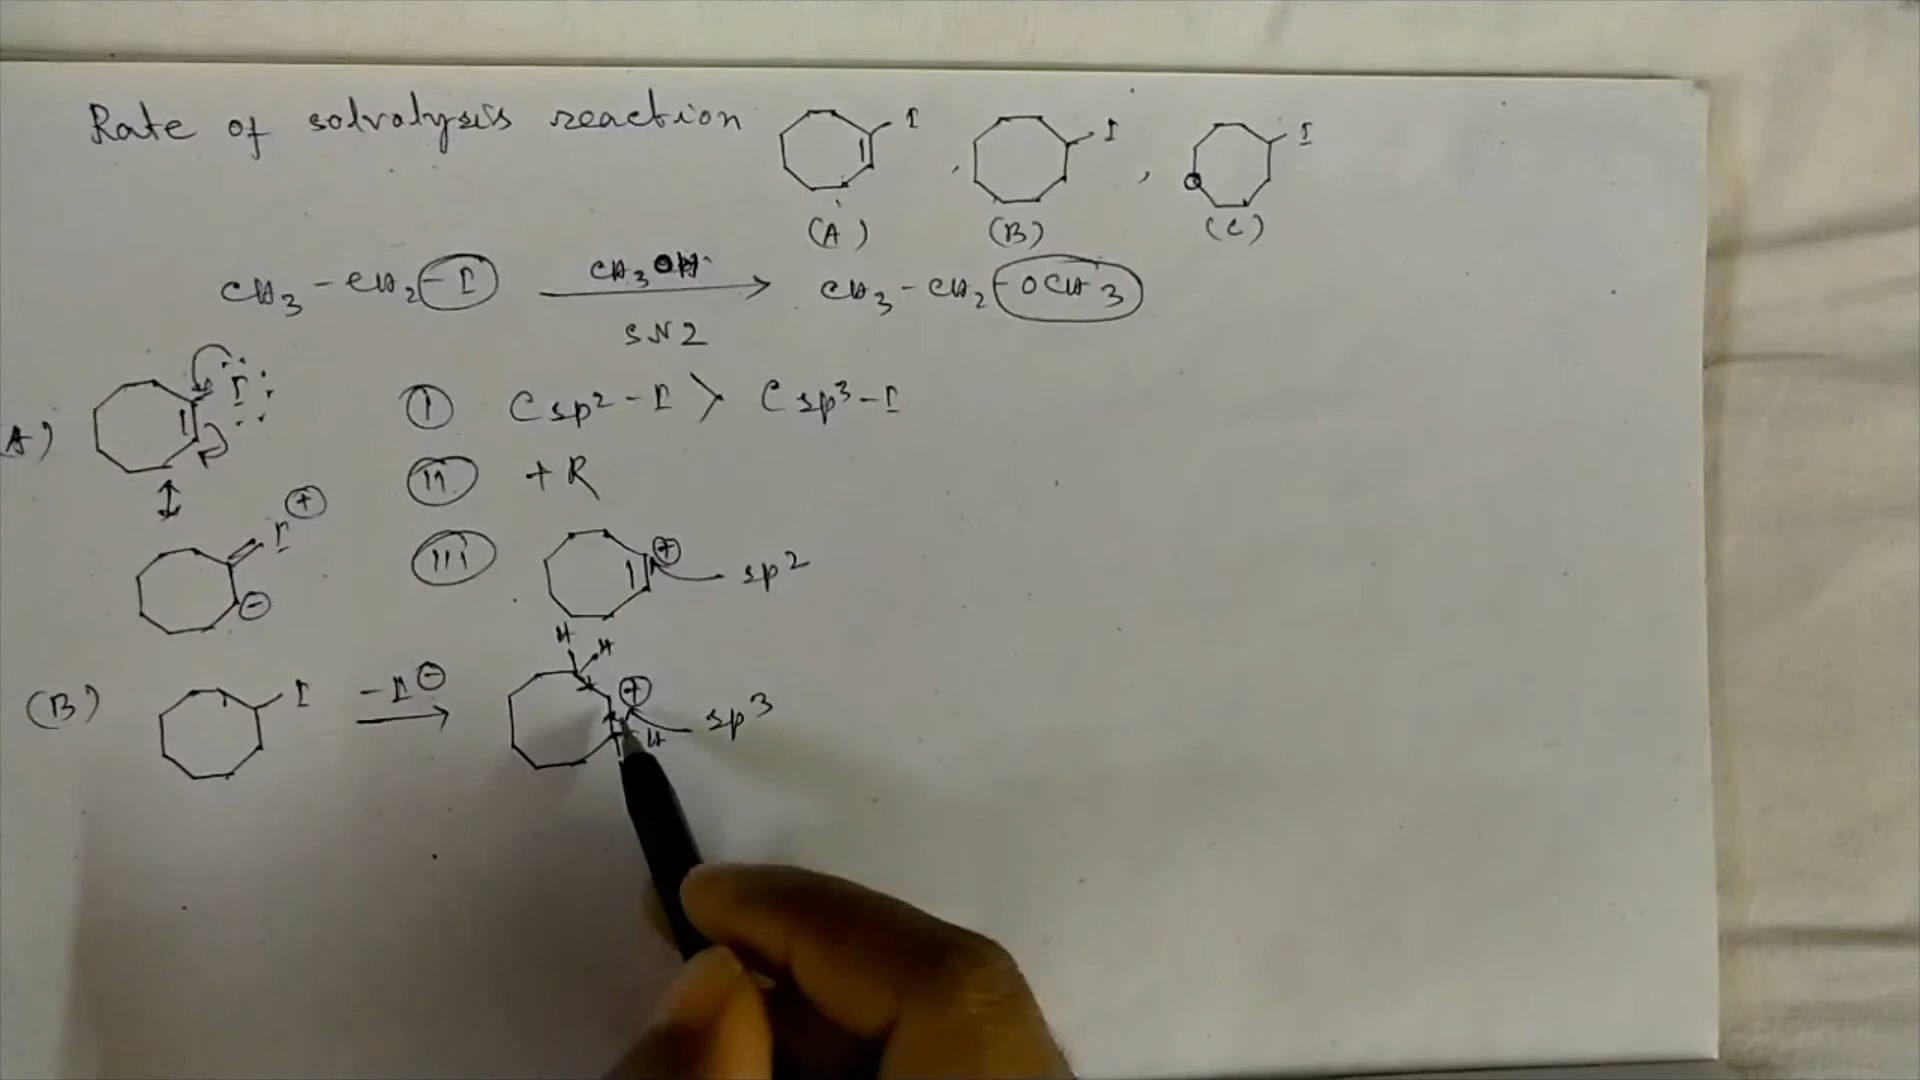 Rate of solvolysis reaction I , I , I
(A) (B) (C)
CH3 - CH2 - I CH3OH SN2 CH3 - CH2 - OCH3
A) I
I Csp2 - I > Csp3 - I
II + R
I +
-
III + sp2
(B) I - I - H H + H sp3